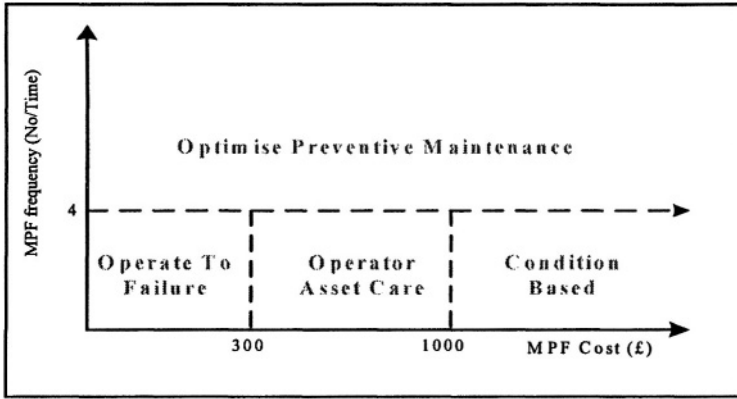 MPF frequency (No/Time)
Optimise Preventive Maintenance
4
Operate To
Failure
Operator
Asset Care
Condition
Based
300
1000
MPF Cost (£)